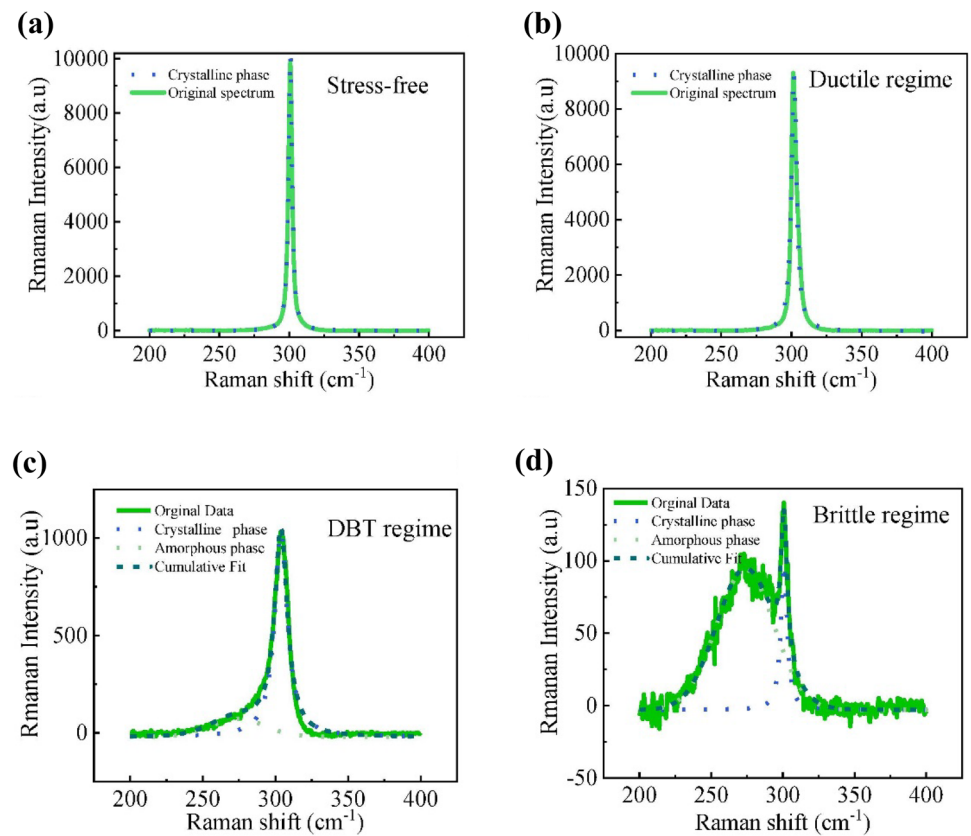 (a)
10000
8000
6000
4000
2000
0
Rmanan Intensity(a.u)
Crystalline phase
Original spectrum
Stress-free
200 250 300 350 400
Raman shift (cm-1)
(b)
10000
8000
6000
4000
2000
0
Rmanan Intensity(a.u)
Crystalline phase
Original spectrum
Ductile regime
200 250 300 350 400
Raman shift (cm-1)
(c)
1000
500
0
Rmanan Intensity (a.u)
Orginal Data
Crystalline phase
Amorphous phase
Cumulative Fit
DBT regime
200 250 300 350 400
Raman shift (cm-1)
(d)
150
100
50
0
-50
Rmanan Intensity (a.u)
Orginal Data
Crystalline phase
Amorphous phase
Cumulative Fit
Brittle regime
200 250 300 350 400
Raman shift (cm-1)